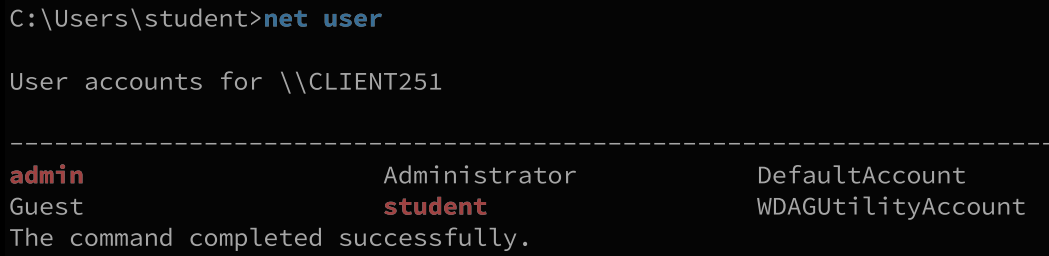 C:\Users\student>net user
User accounts for \\CLIENT251
-------------------------------------------------------------------------------
admin                    Administrator            DefaultAccount
Guest                    student                  WDAGUtilityAccount
The command completed successfully.